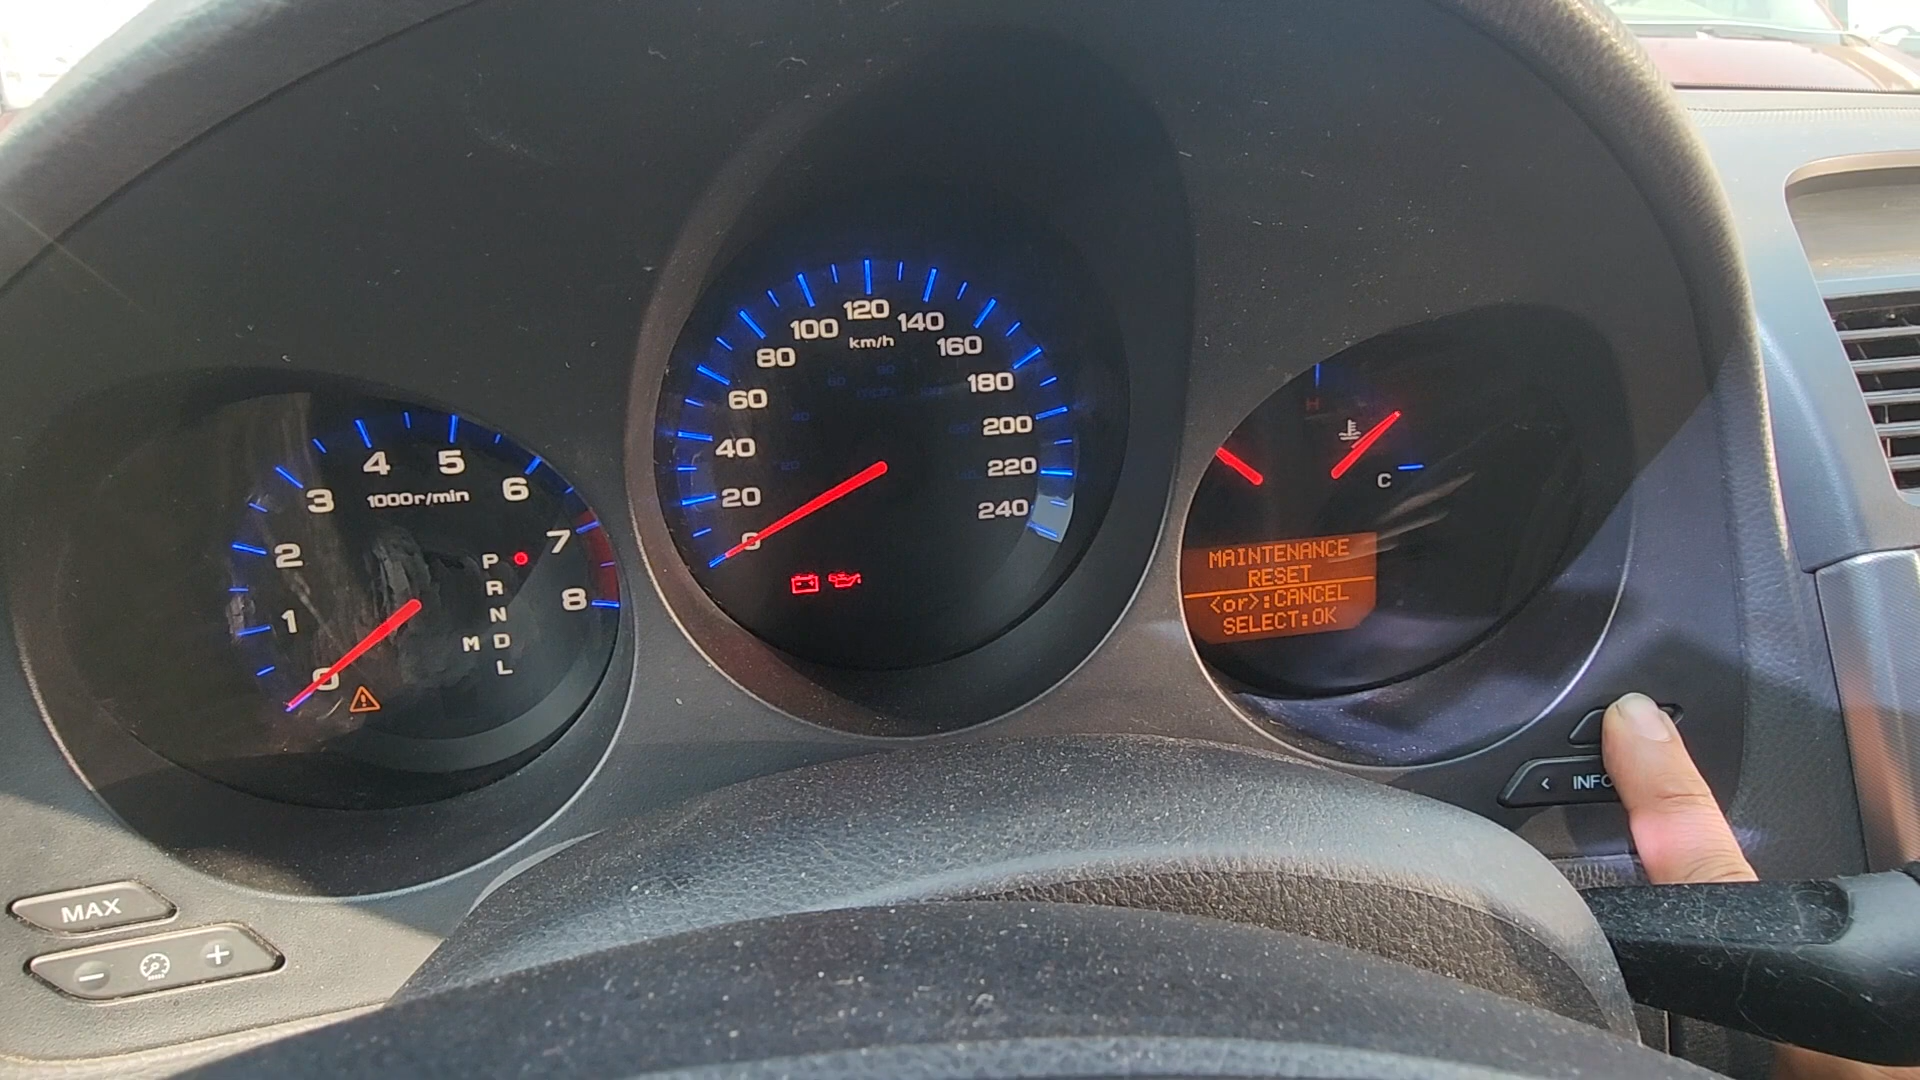 4 5
3 6
1000r/min
2 7
1 8
0
P
R
N
M D
L
120
100 140
km/h
80 160
60 180
40 200
20 220
0 240
H
C
MAINTENANCE
RESET
<or>:CANCEL
SELECT:OK
< INFO
MAX
- +